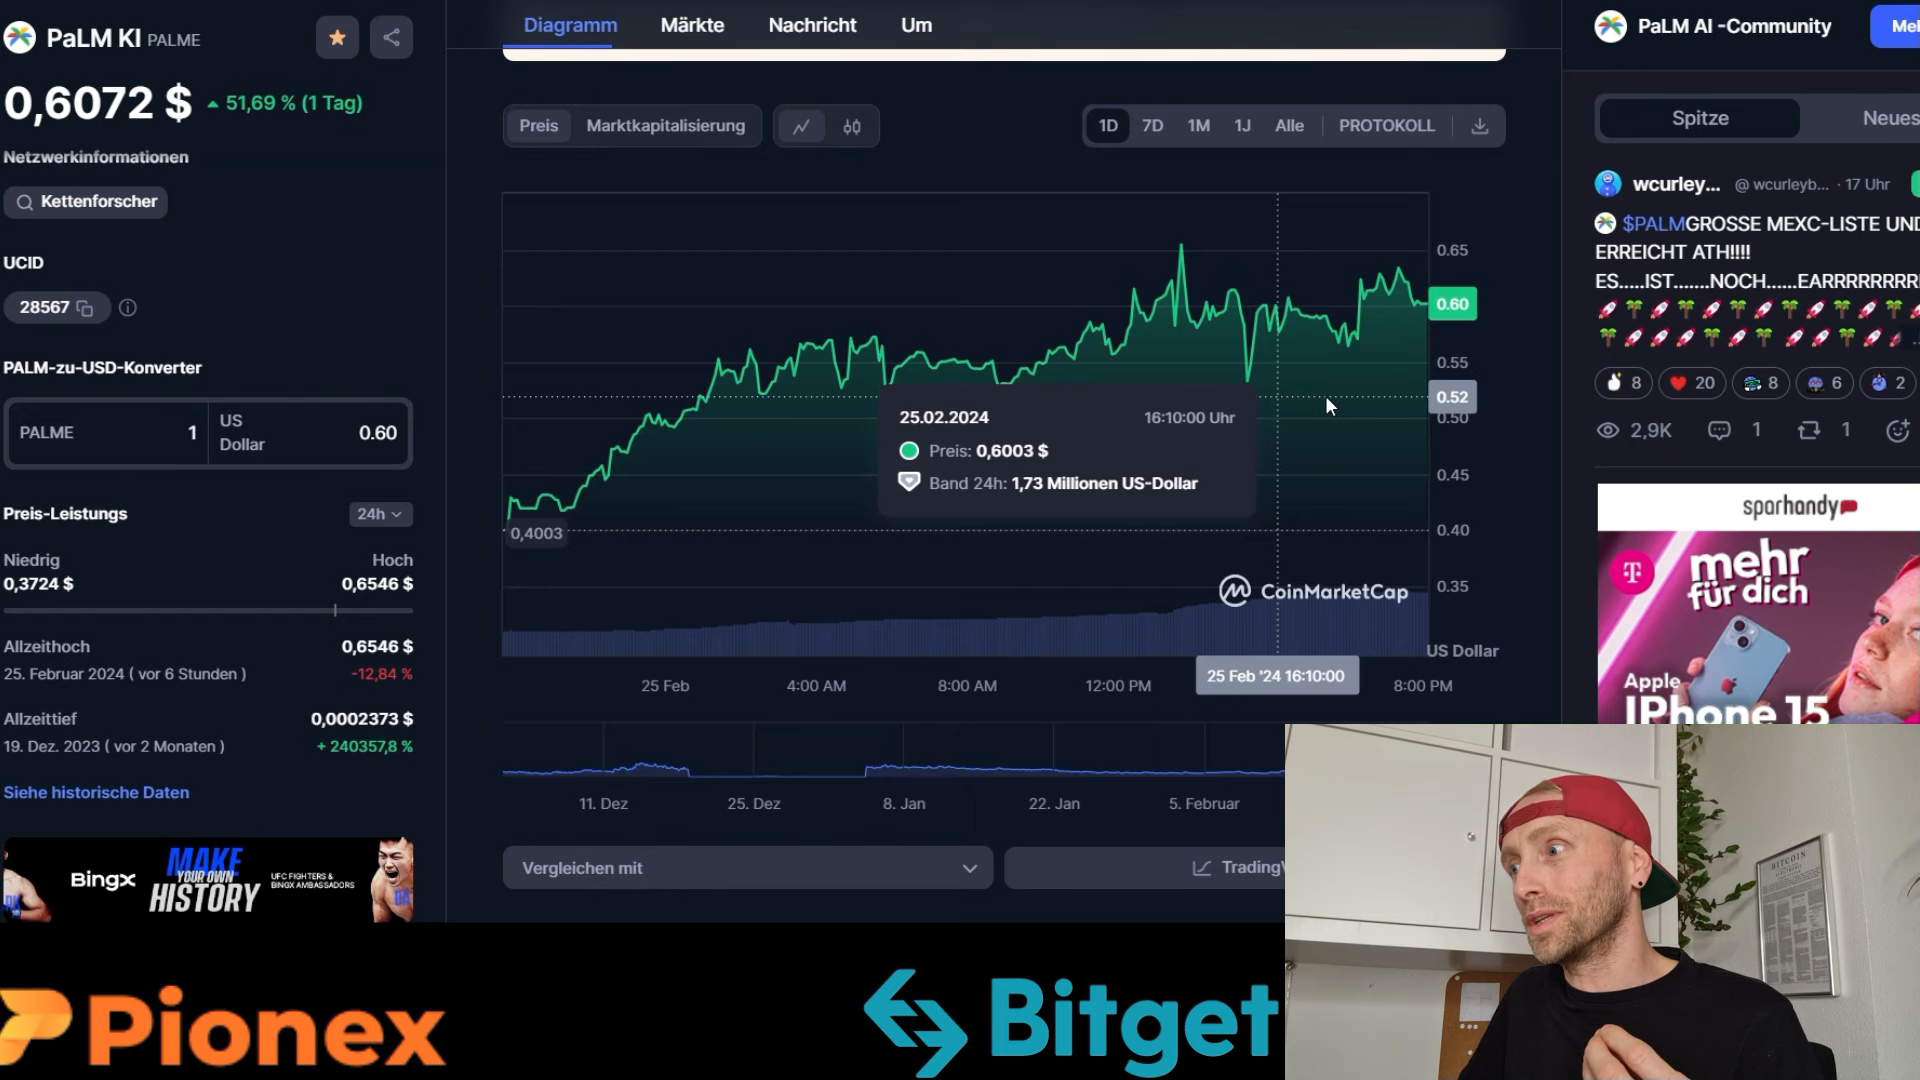 PaLM KI PALME
0,6072 $ 51,69 % (1 Tag)
Netzwerkinformationen
Kettenforscher
UCID
28567
PALM-zu-USD-Konverter
PALME 1 US Dollar 0.60
Preis-Leistungs 24h
Niedrig Hoch
0,3724 $ 0,6546 $
Allzeithoch 0,6546 $
25. Februar 2024 ( vor 6 Stunden ) -12,84 %
Allzeittief 0,0002373 $
19. Dez. 2023 ( vor 2 Monaten ) + 240357,8 %
Siehe historische Daten
BingX MAKE YOUR OWN HISTORY UFC FIGHTERS & BINGX AMBASSADORS
Diagramm Märkte Nachricht Um
Preis Marktkapitalisierung
1D 7D 1M 1J Alle PROTOKOLL
0.65
0.60
0.55
0.52
0.50
0.45
0.40
0.35
0,4003
25.02.2024 16:10:00 Uhr
Preis: 0,6003 $
Band 24h: 1,73 Millionen US-Dollar
CoinMarketCap
US Dollar
25 Feb 4:00 AM 8:00 AM 12:00 PM 25 Feb '24 16:10:00 8:00 PM
11. Dez 25. Dez 8. Jan 22. Jan 5. Februar
Vergleichen mit
Trading
PaLM AI -Community
Meh
Spitze Neues
wcurley... @ wcurleyb... · 17 Uhr
$PALMGROSSE MEXC-LISTE UND
ERREICHT ATH!!!!
ES.....IST.......NOCH......EARRRRRRRR
8 20 8 6 2
2,9K 1 1
sparhandy
T mehr
für dich
Apple
IPhone 15
BITCOIN
Pionex
Bitget